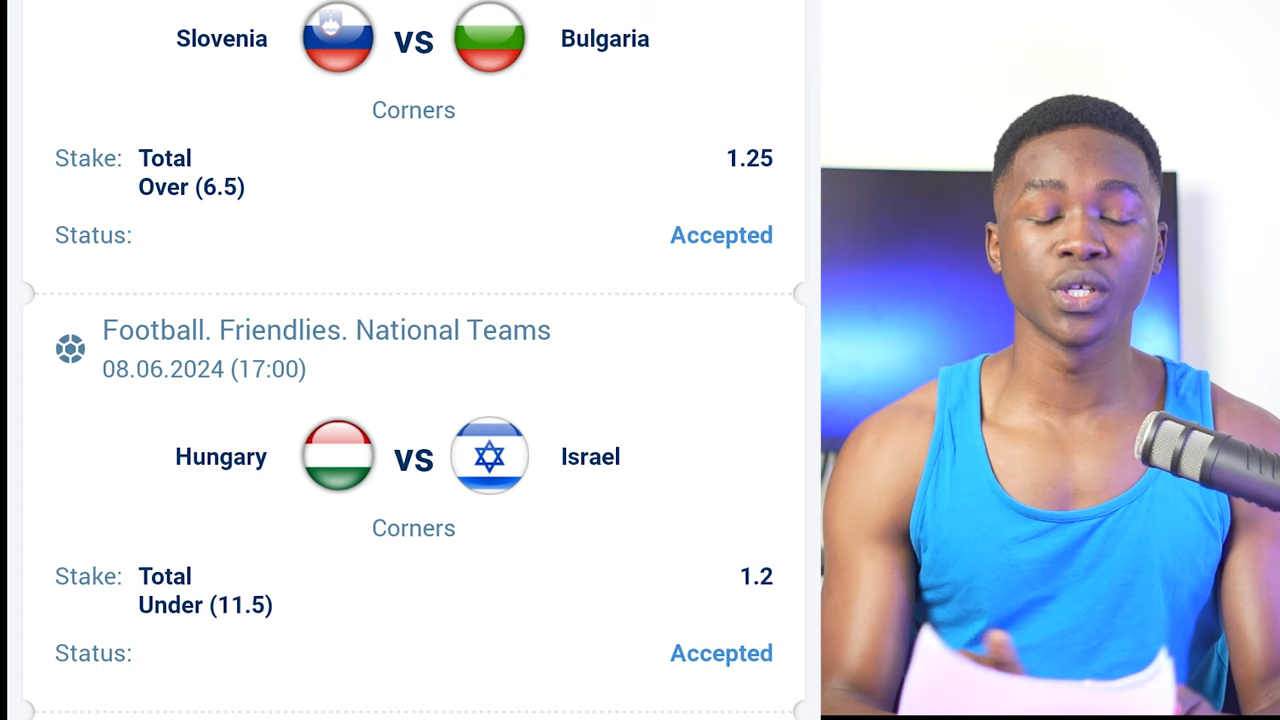 Slovenia VS Bulgaria
Corners
Stake: Total 1.25
Over (6.5)
Status: Accepted
Football. Friendlies. National Teams
08.06.2024 (17:00)
Hungary VS Israel
Corners
Stake: Total 1.2
Under (11.5)
Status: Accepted